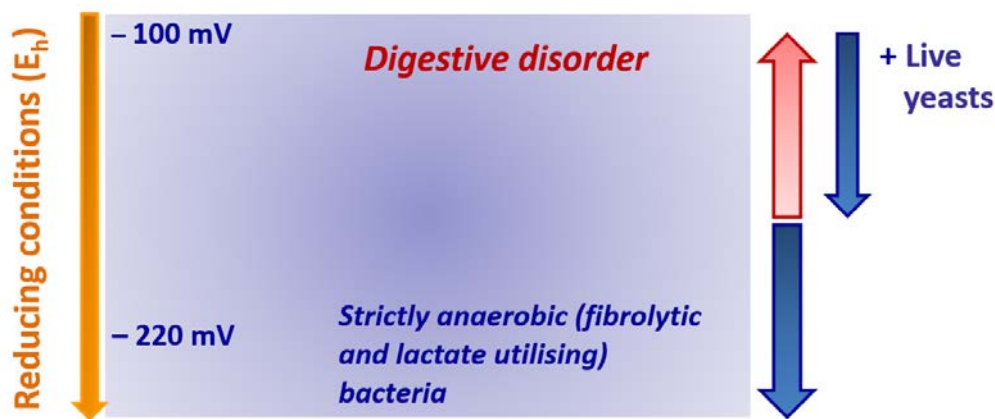 Reducing conditions (Eh)
– 100 mV
Digestive disorder
+ Live
yeasts
– 220 mV
Strictly anaerobic (fibrolytic
and lactate utilising)
bacteria